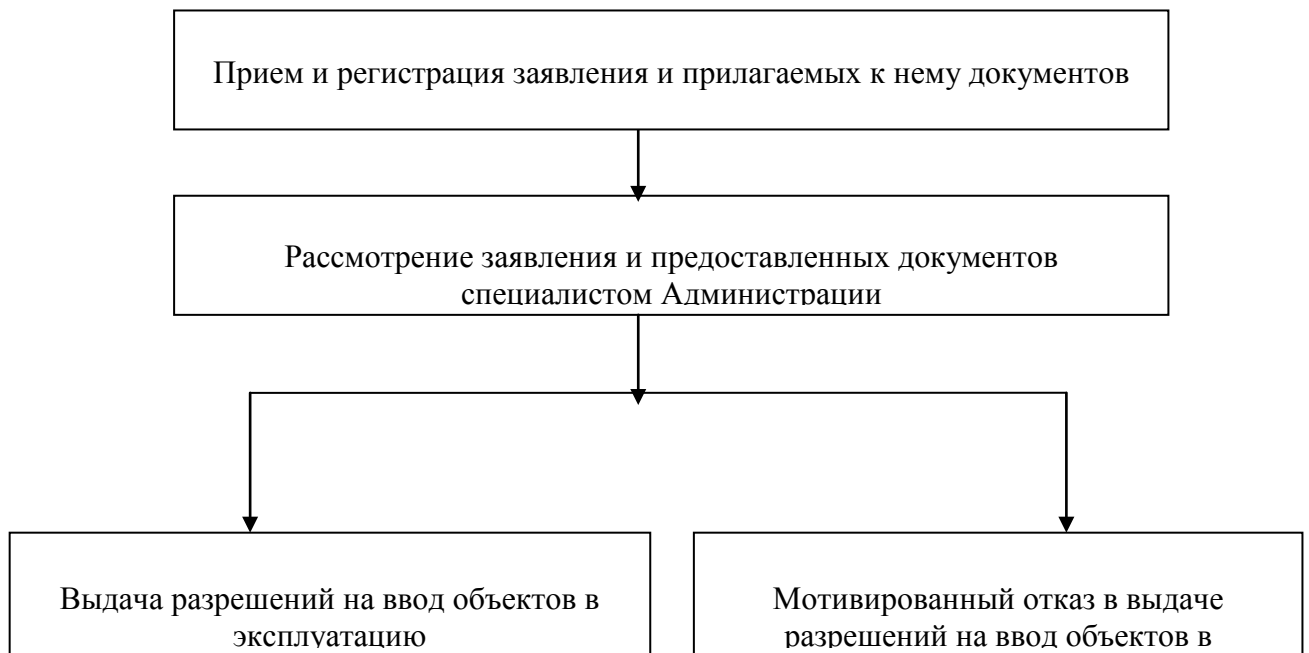 Прием и регистрация заявления и прилагаемых к нему документов
Рассмотрение заявления и предоставленных документов
специалистом Администрации
Выдача разрешений на ввод объектов в
эксплуатацию
Мотивированный отказ в выдаче
разрешений на ввод объектов в